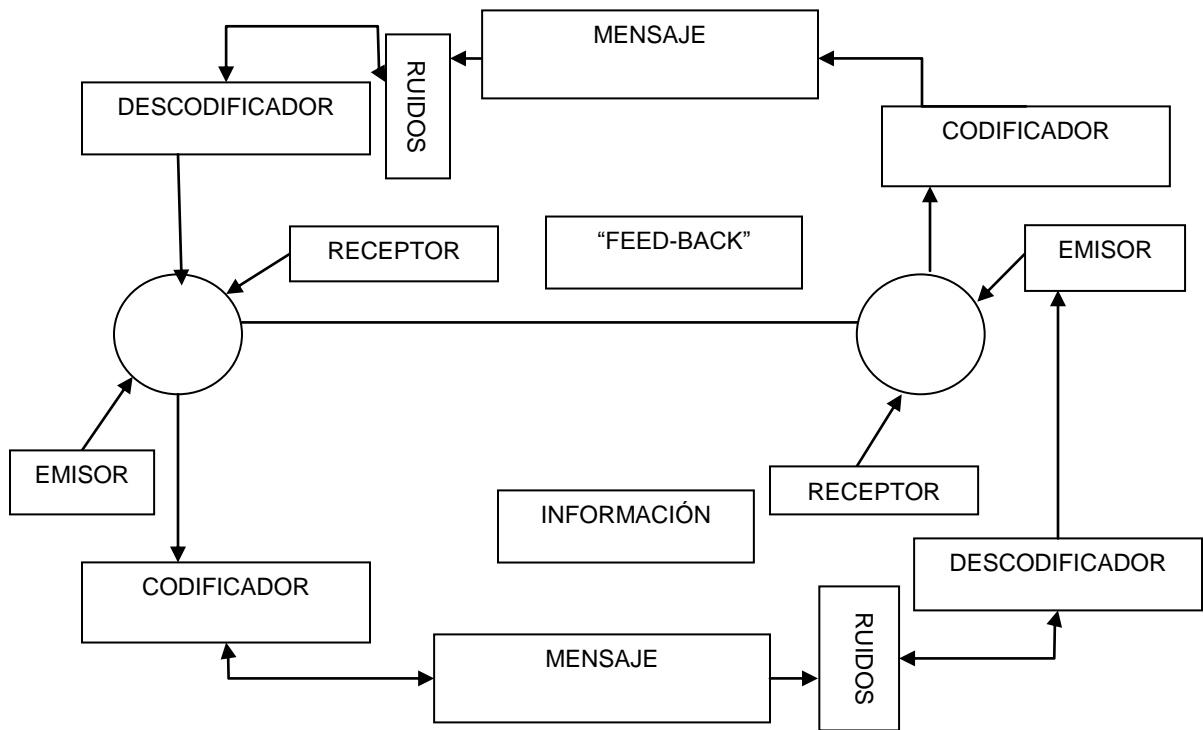 MENSAJE
RUIDOS
DESCODIFICADOR
CODIFICADOR
“FEED-BACK”
RECEPTOR
EMISOR
EMISOR
RECEPTOR
INFORMACIÓN
DESCODIFICADOR
CODIFICADOR
RUIDOS
MENSAJE